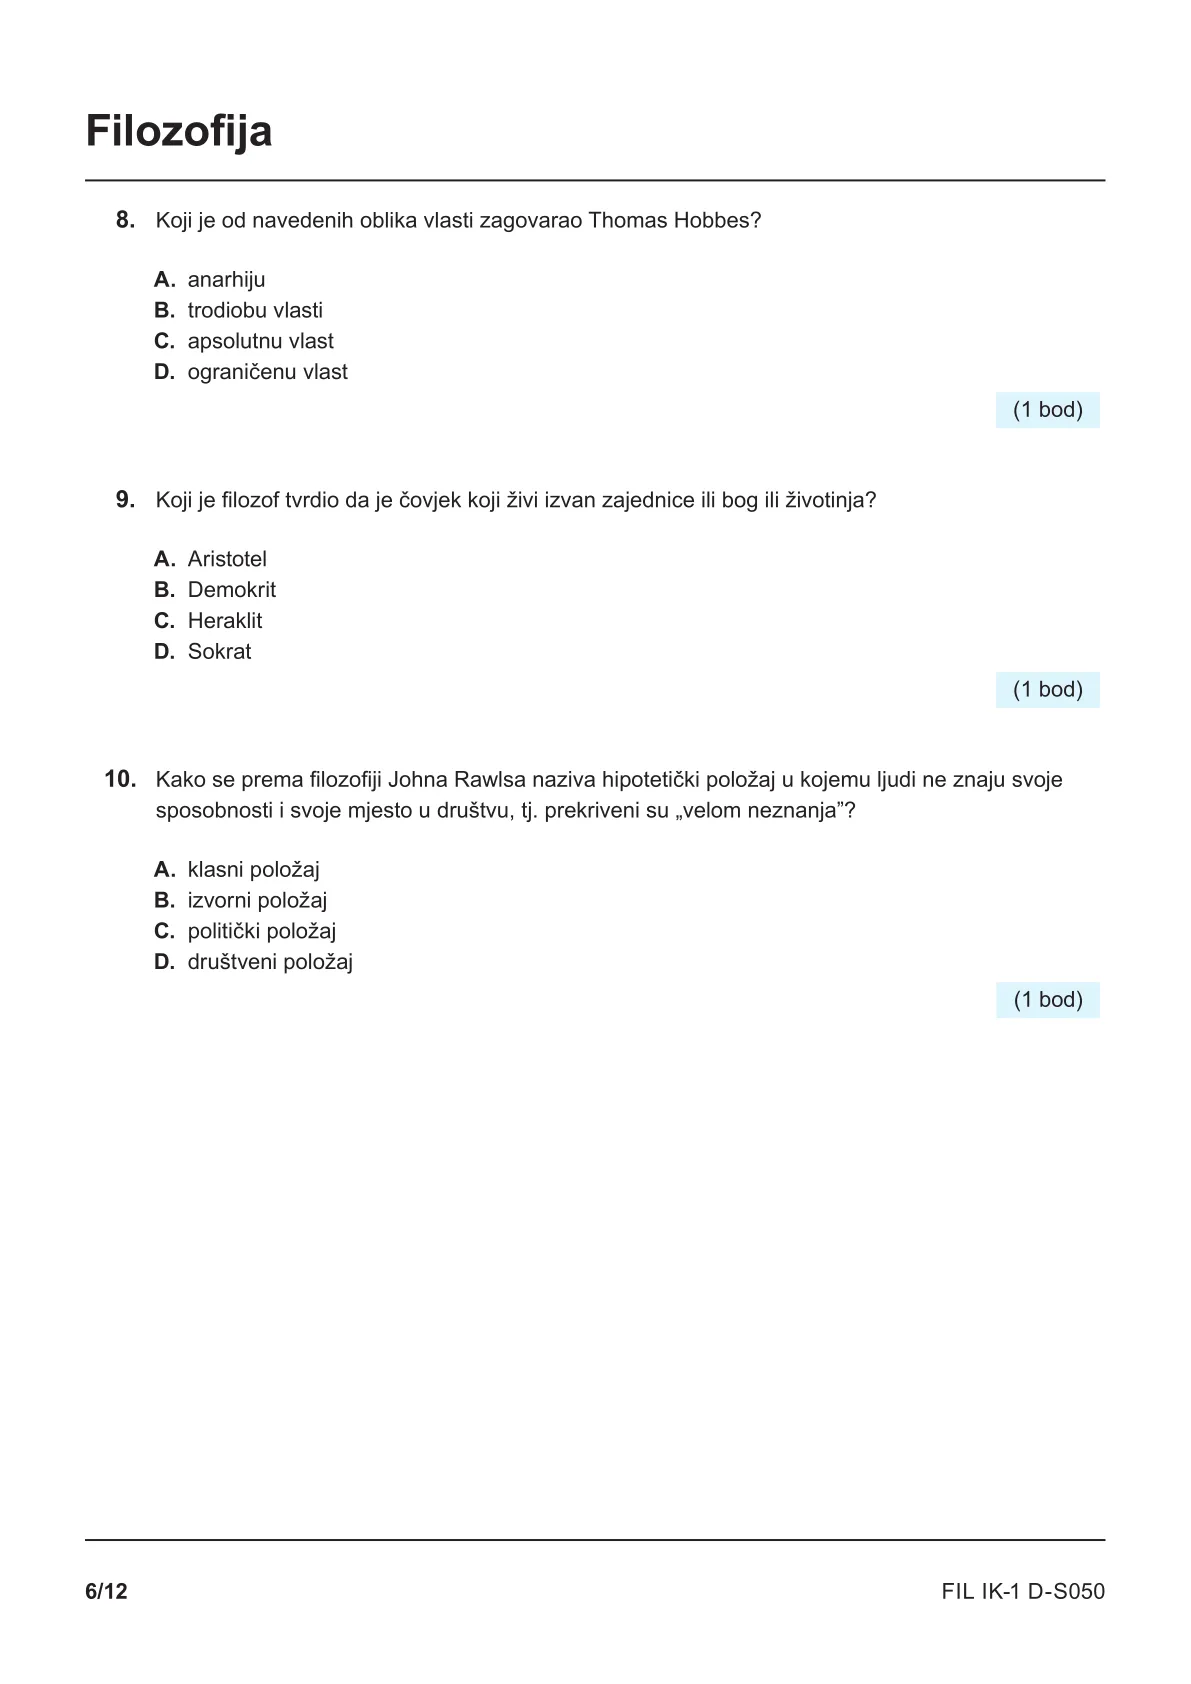 Filozofija
8. Koji je od navedenih oblika vlasti zagovarao Thomas Hobbes?
A. anarhiju
B. trodiobu vlasti
C. apsolutnu vlast
D. ograničenu vlast
(1 bod)
9. Koji je filozof tvrdio da je čovjek koji živi izvan zajednice ili bog ili životinja?
A. Aristotel
B. Demokrit
C. Heraklit
D. Sokrat
(1 bod)
10. Kako se prema filozofiji Johna Rawlsa naziva hipotetički položaj u kojemu ljudi ne znaju svoje
sposobnosti i svoje mjesto u društvu, tj. prekriveni su „velom neznanja”?
A. klasni položaj
B. izvorni položaj
C. politički položaj
D. društveni položaj
(1 bod)
6/12
FIL IK-1 D-S050